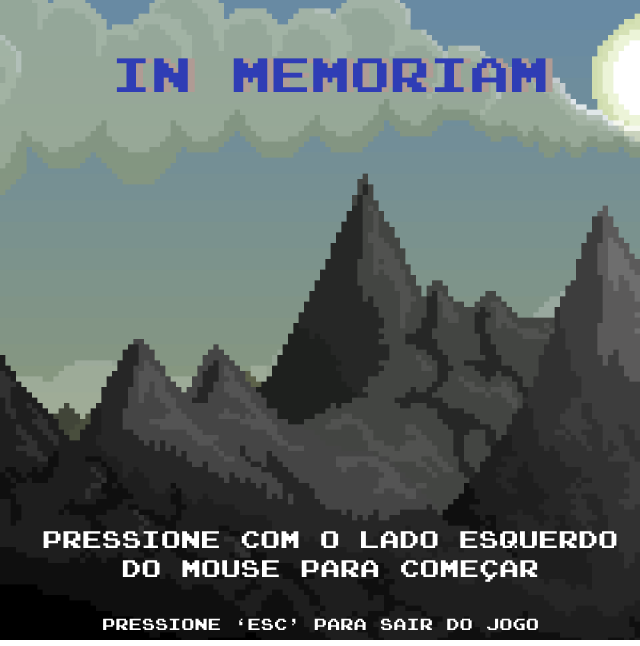 IN MEMORIAM
PRESSIONE COM O LADO ESQUERDO
DO MOUSE PARA COMEÇAR
PRESSIONE ‘ESC’ PARA SAIR DO JOGO